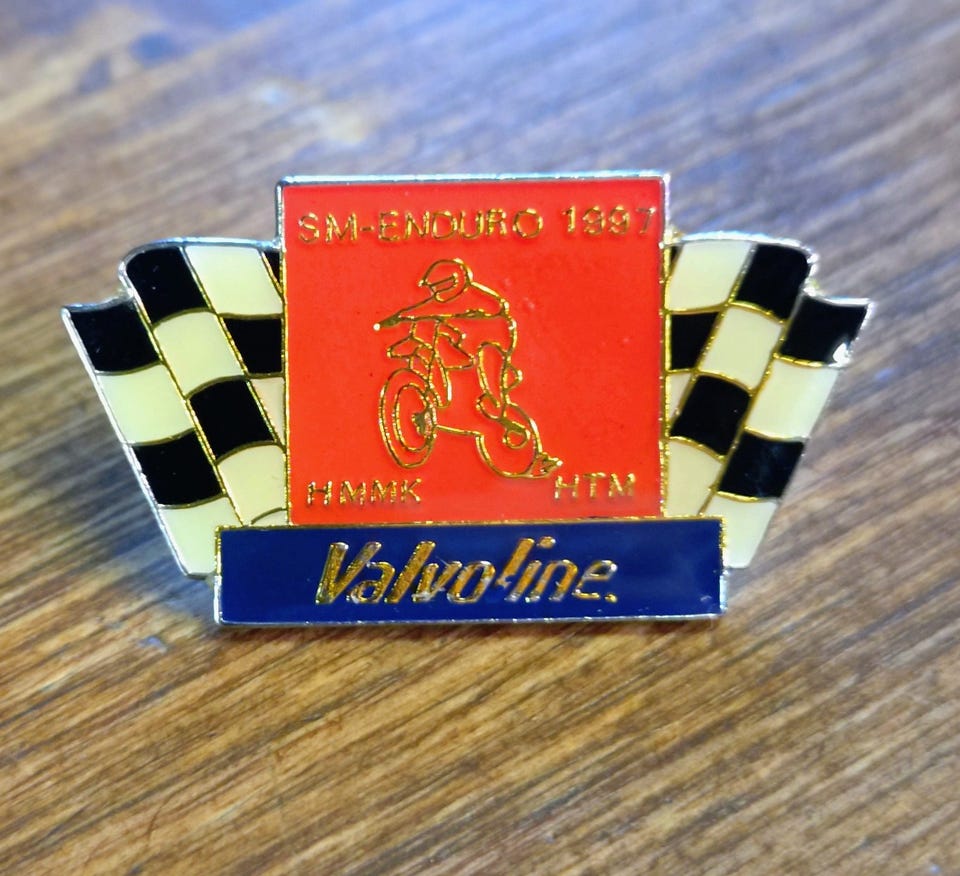 SM-ENDURO 1997
HMMK HTM
Valvoline.